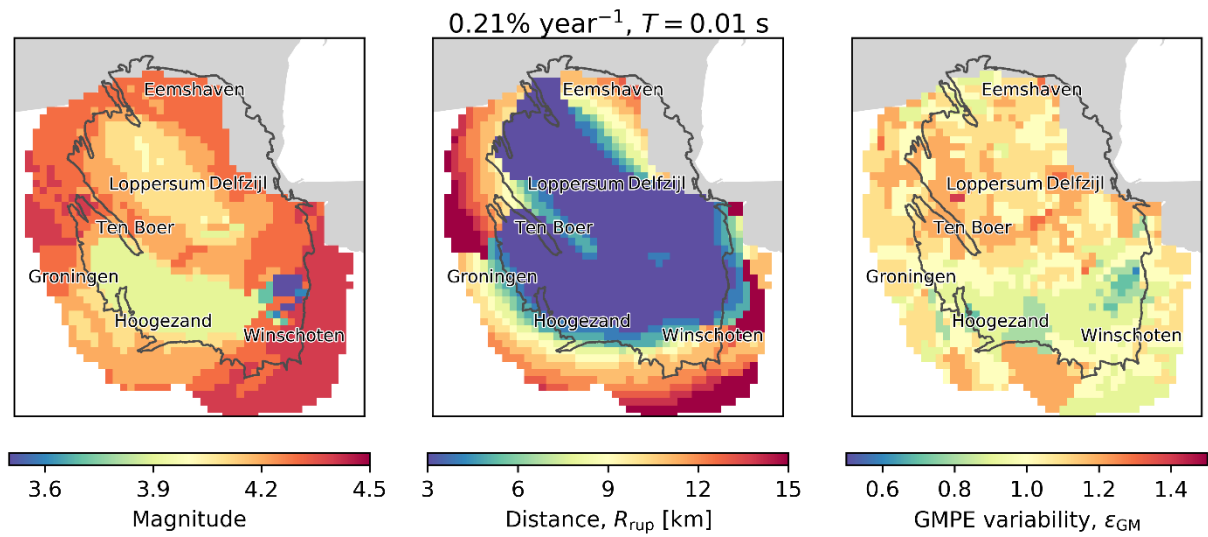 0.21% year⁻¹, T = 0.01 s
Eemshaven
Loppersum Delfzijl
Ten Boer
Groningen
Hoogezand
Winschoten
Eemshaven
Loppersum Delfzijl
Ten Boer
Groningen
Hoogezand
Winschoten
Eemshaven
Loppersum Delfzijl
Ten Boer
Groningen
Hoogezand
Winschoten
3.6 3.9 4.2 4.5
Magnitude
3 6 9 12 15
Distance, R_rup [km]
0.6 0.8 1.0 1.2 1.4
GMPE variability, ε_GM